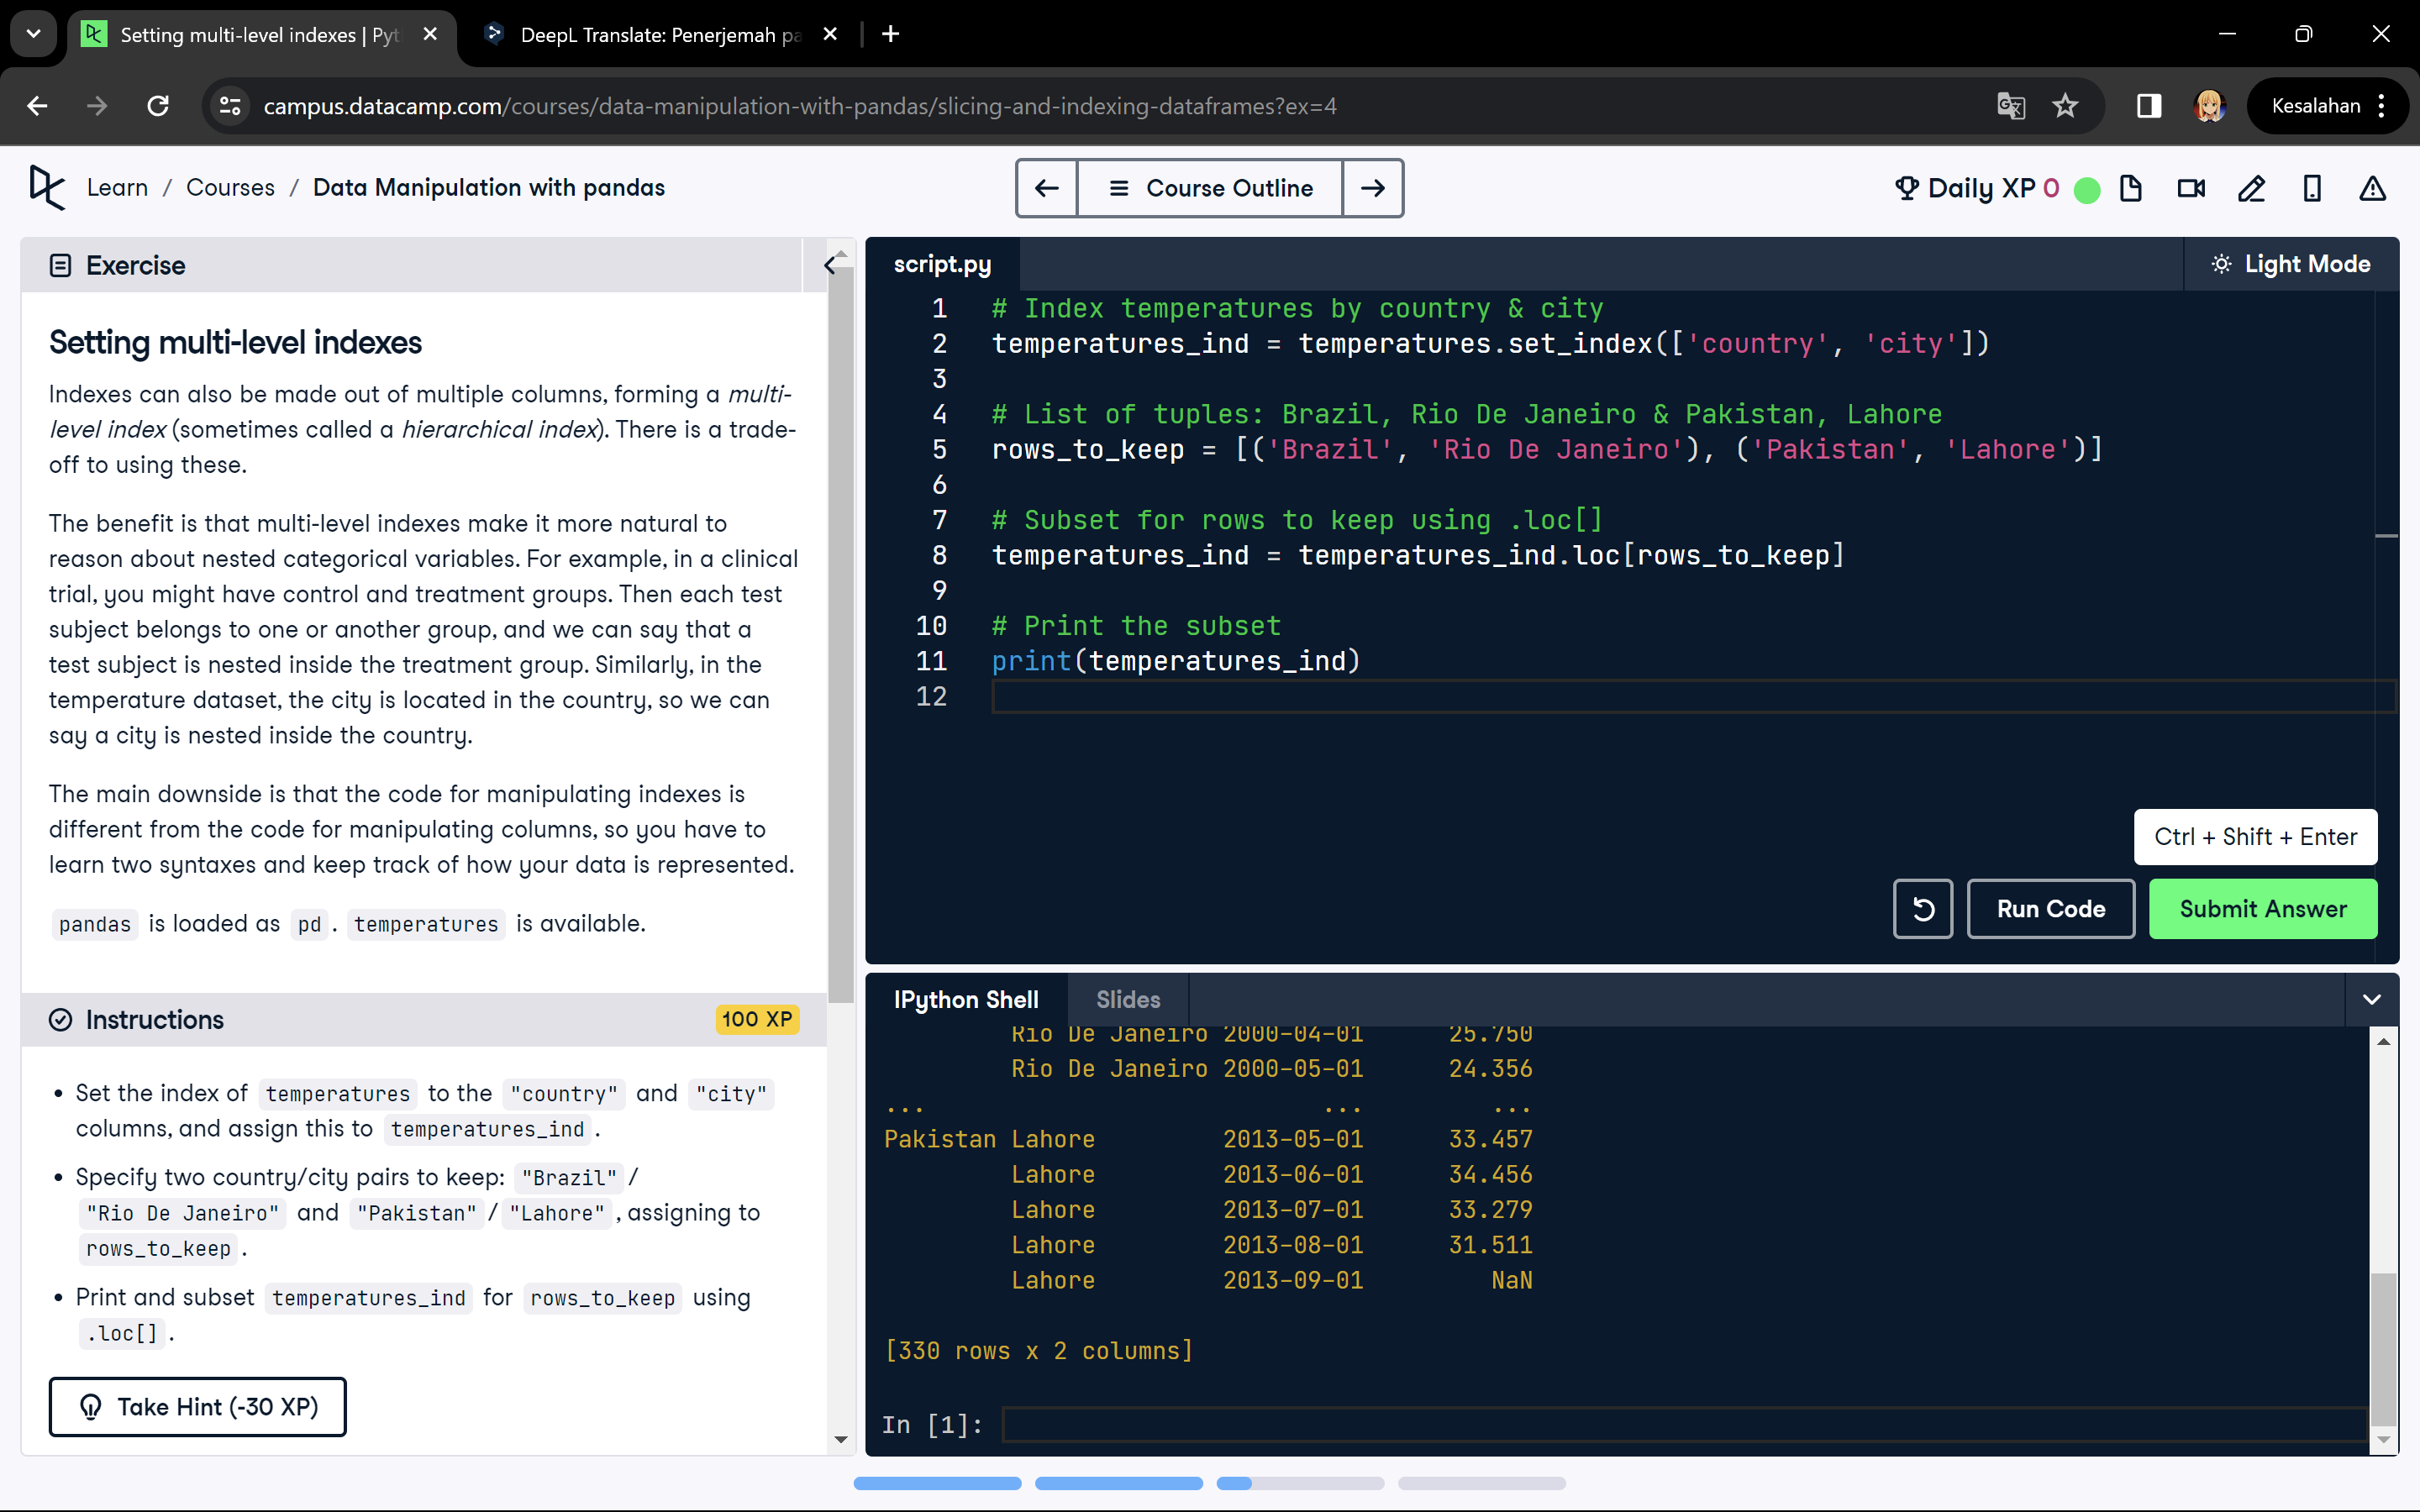 Setting multi-level indexes | Pyt
DeepL Translate: Penerjemah pa
campus.datacamp.com/courses/data-manipulation-with-pandas/slicing-and-indexing-dataframes?ex=4
Kesalahan
Learn / Courses / Data Manipulation with pandas
Course Outline
Daily XP 0
Exercise
Setting multi-level indexes
Indexes can also be made out of multiple columns, forming a multi-
level index (sometimes called a hierarchical index). There is a trade-
off to using these.
The benefit is that multi-level indexes make it more natural to
reason about nested categorical variables. For example, in a clinical
trial, you might have control and treatment groups. Then each test
subject belongs to one or another group, and we can say that a
test subject is nested inside the treatment group. Similarly, in the
temperature dataset, the city is located in the country, so we can
say a city is nested inside the country.
The main downside is that the code for manipulating indexes is
different from the code for manipulating columns, so you have to
learn two syntaxes and keep track of how your data is represented.
pandas is loaded as pd. temperatures is available.
Instructions
100 XP
• Set the index of temperatures to the "country" and "city"
columns, and assign this to temperatures_ind.
• Specify two country/city pairs to keep: "Brazil"/
"Rio De Janeiro" and "Pakistan"/"Lahore", assigning to
rows_to_keep.
• Print and subset temperatures_ind for rows_to_keep using
.loc[].
Take Hint (-30 XP)
script.py
Light Mode
1 # Index temperatures by country & city
2 temperatures_ind = temperatures.set_index(['country', 'city'])
3
4 # List of tuples: Brazil, Rio De Janeiro & Pakistan, Lahore
5 rows_to_keep = [('Brazil', 'Rio De Janeiro'), ('Pakistan', 'Lahore')]
6
7 # Subset for rows to keep using .loc[]
8 temperatures_ind = temperatures_ind.loc[rows_to_keep]
9
10 # Print the subset
11 print(temperatures_ind)
12
Ctrl + Shift + Enter
Run Code
Submit Answer
IPython Shell
Slides
Rio De Janeiro 2000-04-01 25.750
Rio De Janeiro 2000-05-01 24.356
... ... ...
Pakistan Lahore 2013-05-01 33.457
Lahore 2013-06-01 34.456
Lahore 2013-07-01 33.279
Lahore 2013-08-01 31.511
Lahore 2013-09-01 NaN
[330 rows x 2 columns]
In [1]: